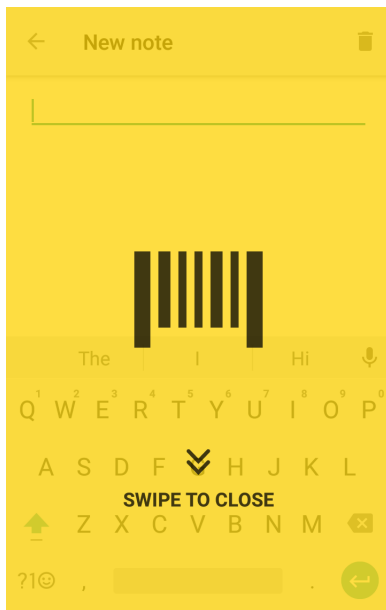 New note
The I Hi
1 2 3 4 5 6 7 8 9 0
Q W E R T Y U I O P
A S D F G H J K L
SWIPE TO CLOSE
Z X C V B N M
?1☺ , .